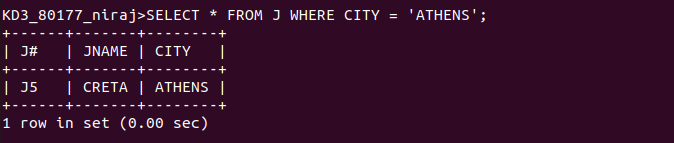 KD3_80177_niraj>SELECT * FROM J WHERE CITY = 'ATHENS';
+------+-------+--------+
| J#   | JNAME | CITY   |
+------+-------+--------+
| J5   | CRETA | ATHENS |
+------+-------+--------+
1 row in set (0.00 sec)